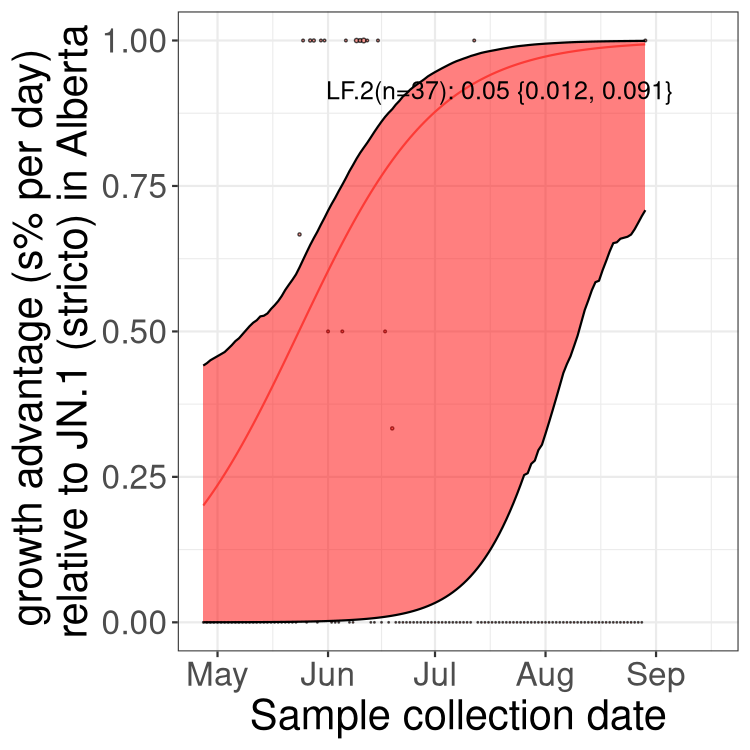 growth advantage (s% per day)
relative to JN.1 (stricto) in Alberta
1.00
0.75
0.50
0.25
0.00
LF.2(n=37): 0.05 {0.012, 0.091}
May Jun Jul Aug Sep
Sample collection date